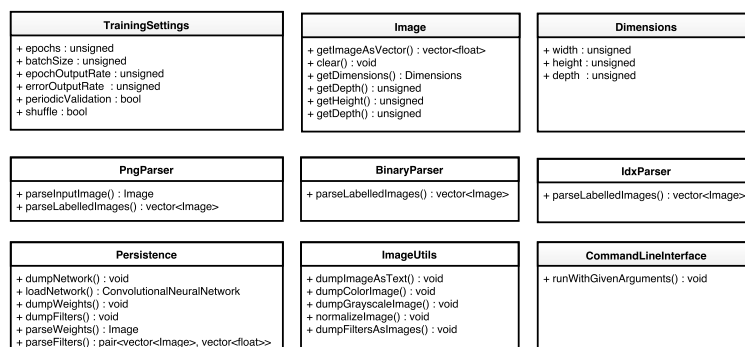 TrainingSettings
+ epochs : unsigned
+ batchSize : unsigned
+ epochOutputRate : unsigned
+ errorOutputRate : unsigned
+ periodicValidation : bool
+ shuffle : bool
Image
+ getImageAsVector() : vector<float>
+ clear() : void
+ getDimensions() : Dimensions
+ getDepth() : unsigned
+ getHeight() : unsigned
+ getDepth() : unsigned
Dimensions
+ width : unsigned
+ height : unsigned
+ depth : unsigned
PngParser
+ parseInputImage() : Image
+ parseLabelledImages() : vector<Image>
BinaryParser
+ parseLabelledImages() : vector<Image>
IdxParser
+ parseLabelledImages() : vector<Image>
Persistence
+ dumpNetwork() : void
+ loadNetwork() : ConvolutionalNeuralNetwork
+ dumpWeights() : void
+ dumpFilters() : void
+ parseWeights() : Image
+ parseFilters() : pair<vector<Image>, vector<float>>
ImageUtils
+ dumpImageAsText() : void
+ dumpColorImage() : void
+ dumpGrayscaleImage() : void
+ normalizeImage() : void
+ dumpFiltersAsImages() : void
CommandLineInterface
+ runWithGivenArguments() : void